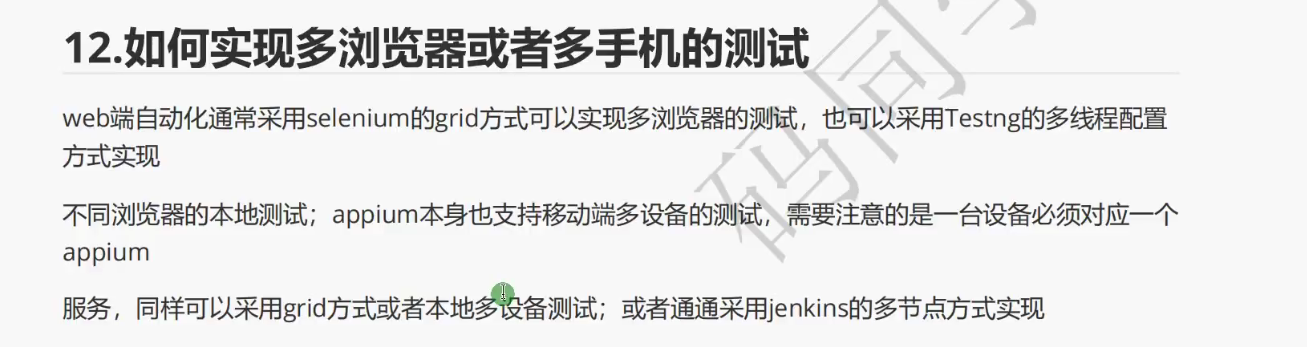 12.如何实现多浏览器或者多手机的测试
web端自动化通常采用selenium的grid方式可以实现多浏览器的测试，也可以采用Testng的多线程配置
方式实现
不同浏览器的本地测试；appium本身也支持移动端多设备的测试，需要注意的是一台设备必须对应一个
appium
服务，同样可以采用grid方式或者本地多设备测试；或者通通采用jenkins的多节点方式实现
码同学